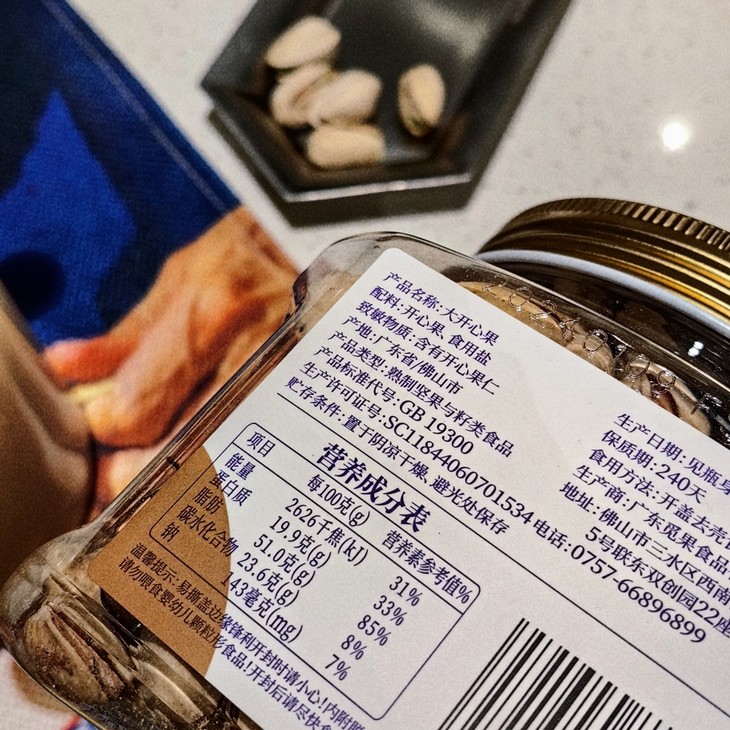 产品名称:大开心果
配料:开心果、食用盐
致敏物质:含有开心果仁
产地:广东省/佛山市
产品类型:熟制坚果与籽类食品
产品标准代号:GB 19300
生产许可证号:SC11844060701534
贮存条件:置于阴凉干燥、避光处保存
生产日期:见瓶身
保质期:240天
食用方法:开盖去壳
生产商:广东觅果食品
地址:佛山市三水区西南
5号联东双创园22座
电话:0757-66896899
营养成分表
项目 每100克(g) 营养素参考值%
能量 2626千焦(kJ) 31%
蛋白质 19.9克(g) 33%
脂肪 51.0克(g) 85%
碳水化合物 23.6克(g) 8%
钠 143毫克(mg) 7%
温馨提示:易撕盖边缘锋利开封时请小心!内附
请勿喂食婴幼儿颗粒形食品!开封后请尽快食